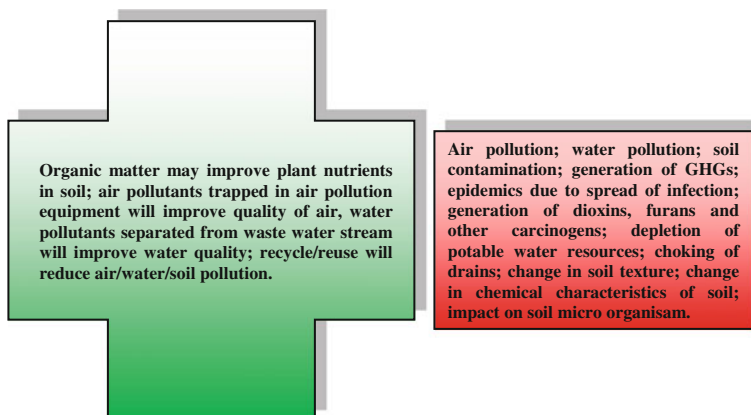 Organic matter may improve plant nutrients
in soil; air pollutants trapped in air pollution
equipment will improve quality of air, water
pollutants separated from waste water stream
will improve water quality; recycle/reuse will
reduce air/water/soil pollution.
Air pollution; water pollution; soil
contamination; generation of GHGs;
epidemics due to spread of infection;
generation of dioxins, furans and
other carcinogens; depletion of
potable water resources; choking of
drains; change in soil texture; change
in chemical characteristics of soil;
impact on soil micro organisam.